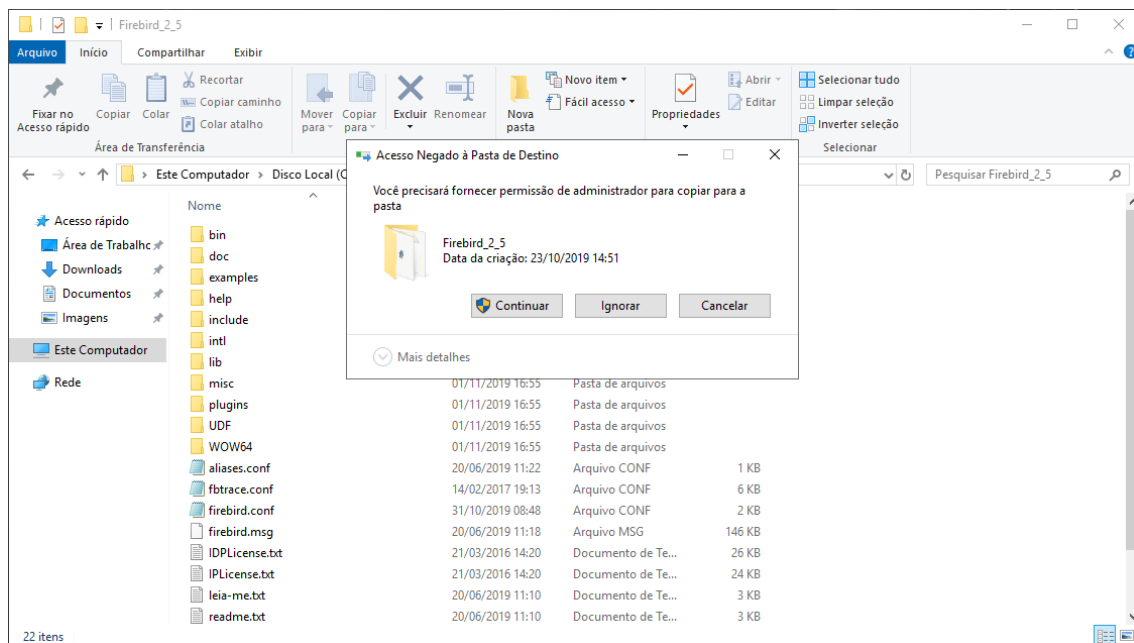 Firebird_2_5
Arquivo Início Compartilhar Exibir
Fixar no Acesso rápido
Copiar
Colar
Recortar
Copiar caminho
Colar atalho
Mover para
Copiar para
Excluir
Renomear
Nova pasta
Novo item
Fácil acesso
Propriedades
Abrir
Editar
Selecionar tudo
Limpar seleção
Inverter seleção
Área de Transferência
Selecionar
Este Computador > Disco Local (C
Pesquisar Firebird_2_5
Acesso rápido
Área de Trabalho
Downloads
Documentos
Imagens
Este Computador
Rede
Acesso Negado à Pasta de Destino
Você precisará fornecer permissão de administrador para copiar para a
pasta
Firebird_2_5
Data da criação: 23/10/2019 14:51
Continuar Ignorar Cancelar
Mais detalhes
Nome
bin
doc
examples
help
include
intl
lib
misc 01/11/2019 16:55 Pasta de arquivos
plugins 01/11/2019 16:55 Pasta de arquivos
UDF 01/11/2019 16:55 Pasta de arquivos
WOW64 01/11/2019 16:55 Pasta de arquivos
aliases.conf 20/06/2019 11:22 Arquivo CONF 1 KB
fbtrace.conf 14/02/2017 19:13 Arquivo CONF 6 KB
firebird.conf 31/10/2019 08:48 Arquivo CONF 2 KB
firebird.msg 20/06/2019 11:18 Arquivo MSG 146 KB
IDPLicense.txt 21/03/2016 14:20 Documento de Te... 26 KB
IPLicense.txt 21/03/2016 14:20 Documento de Te... 24 KB
leia-me.txt 20/06/2019 11:10 Documento de Te... 3 KB
readme.txt 20/06/2019 11:10 Documento de Te... 3 KB
22 itens